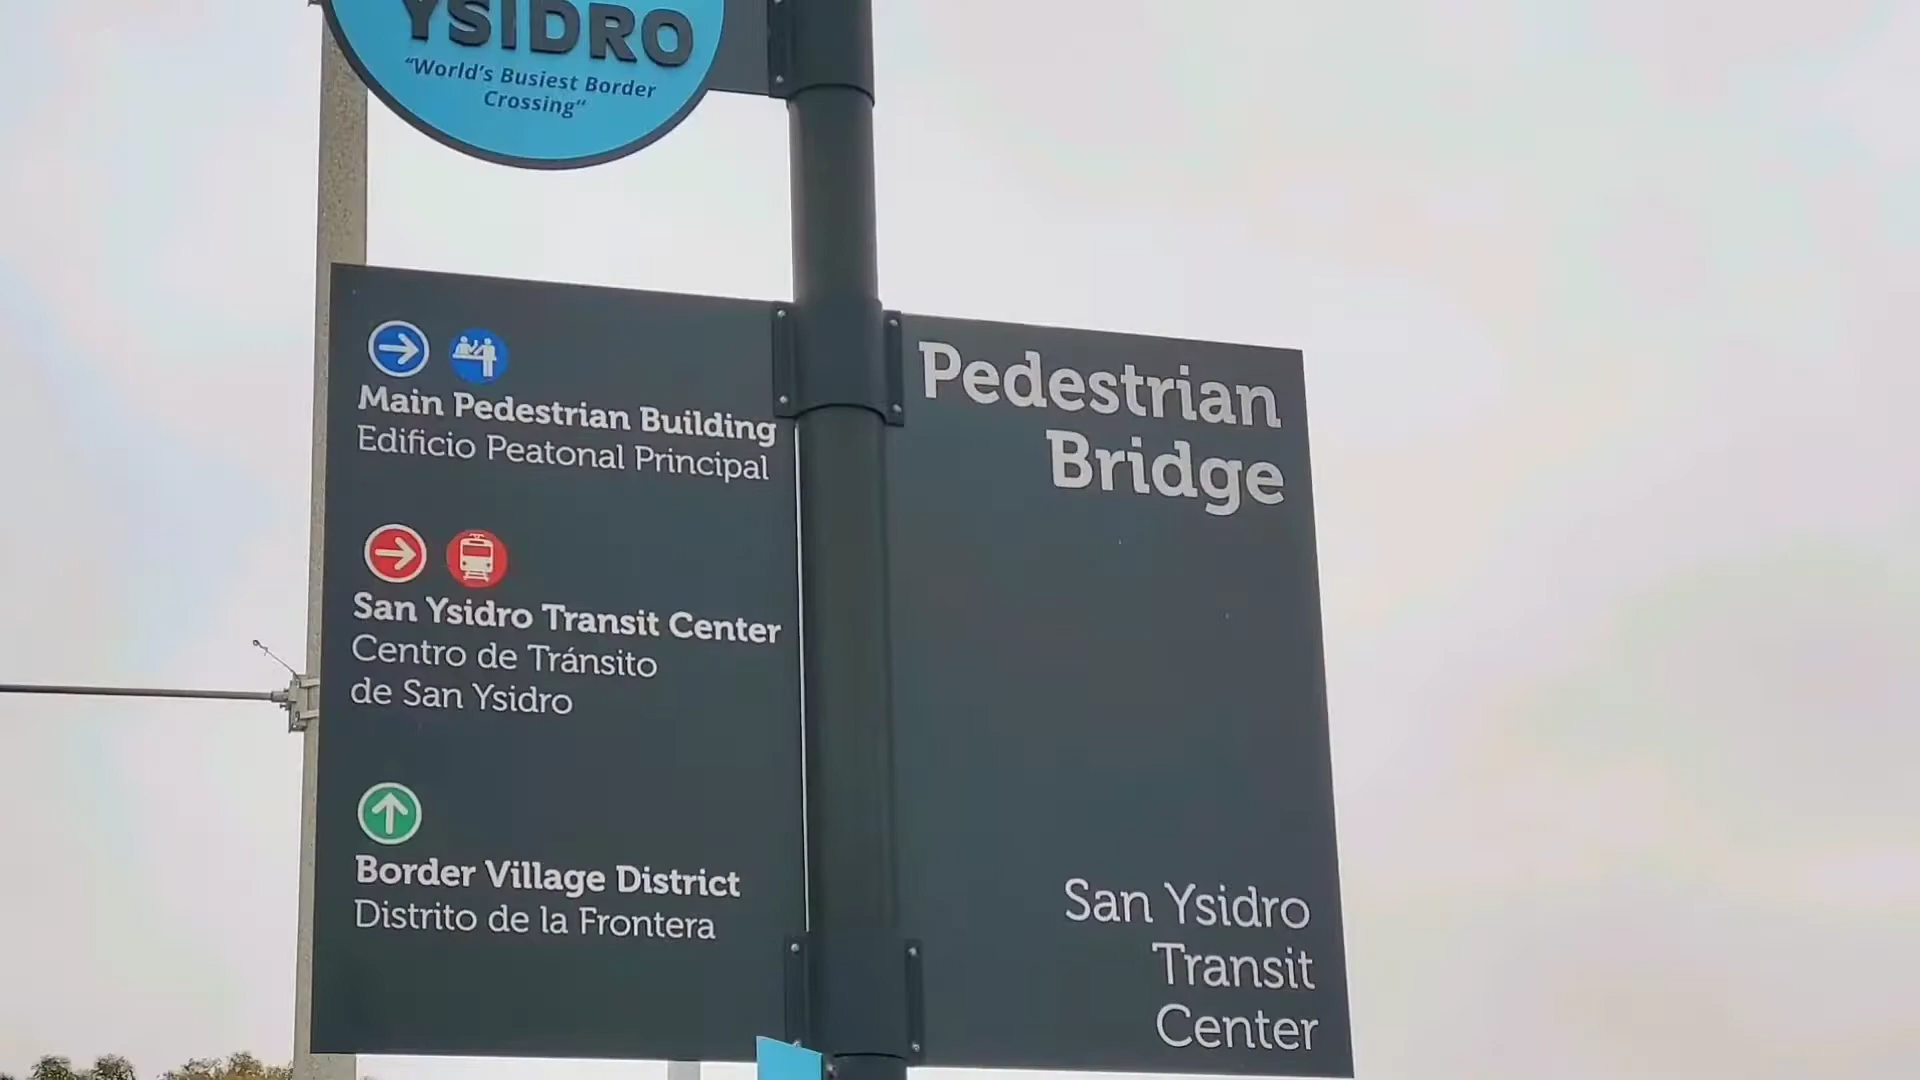 YSIDRO
“World's Busiest Border
Crossing“
Main Pedestrian Building
Edificio Peatonal Principal
San Ysidro Transit Center
Centro de Tránsito
de San Ysidro
Border Village District
Distrito de la Frontera
Pedestrian
Bridge
San Ysidro
Transit
Center